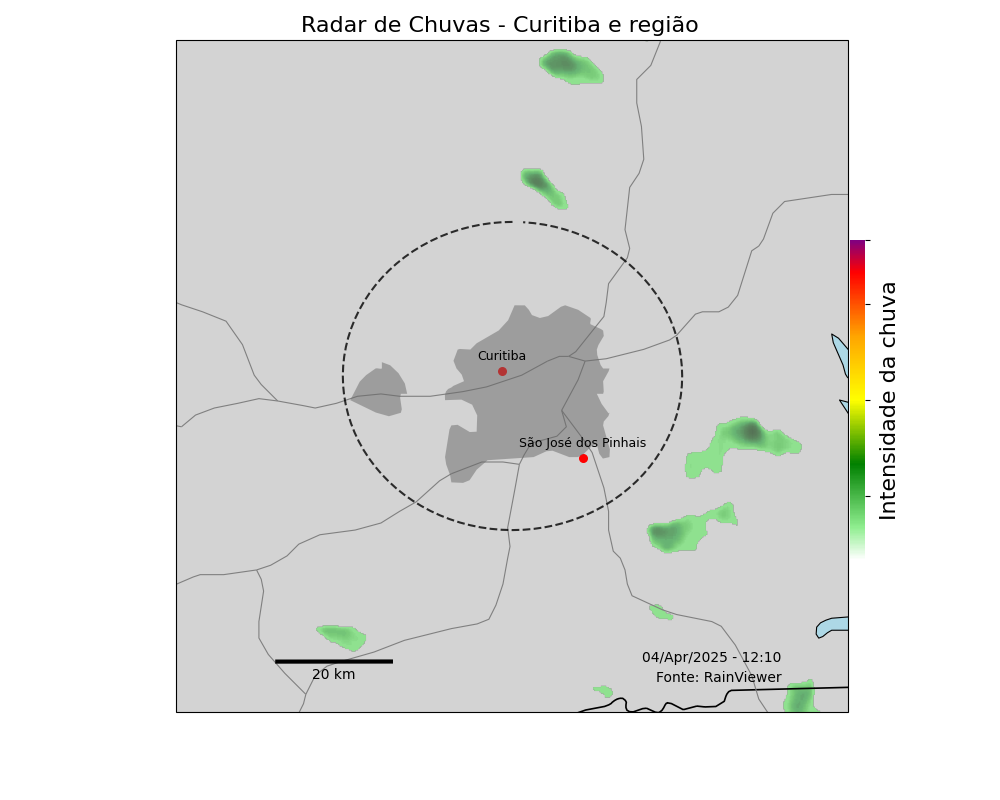 Radar de Chuvas - Curitiba e região
Curitiba
São José dos Pinhais
Intensidade da chuva
04/Apr/2025 - 12:10
Fonte: RainViewer
20 km